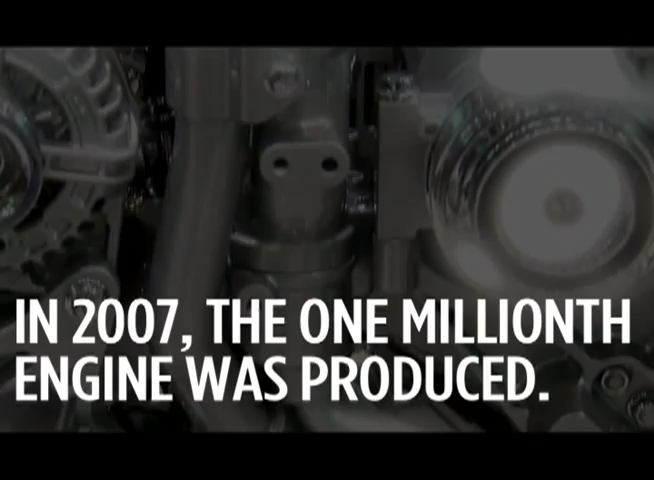 IN 2007, THE ONE MILLIONTH
ENGINE WAS PRODUCED.